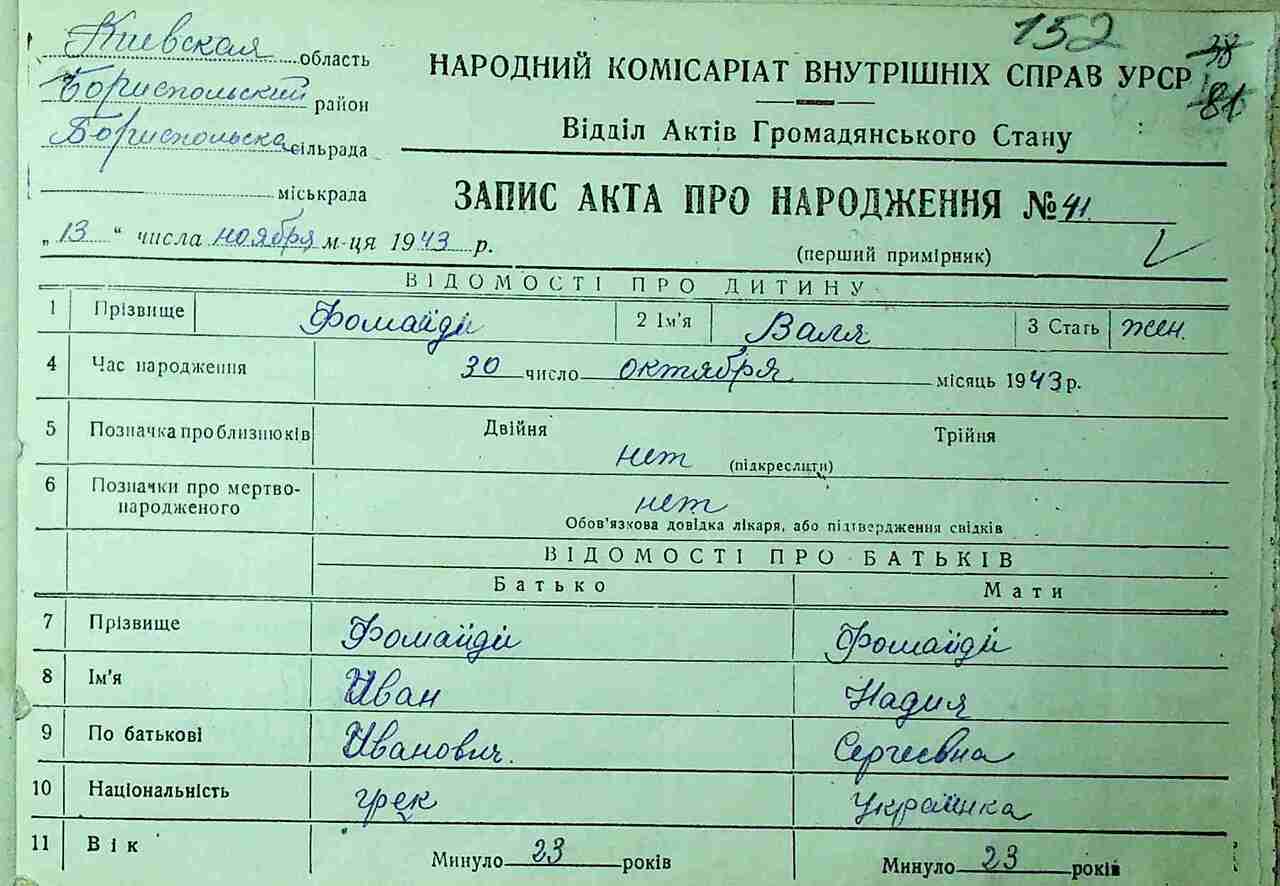 152
38
81
Киевская область
Бориспольский район
Бориспольска сільрада
міськрала
НАРОДНИЙ КОМІСАРІАТ ВНУТРІШНІХ СПРАВ УРСР
Відділ Актів Громадянського Стану
ЗАПИС АКТА ПРО НАРОДЖЕННЯ № 41
„13“ числа ноября м-ця 1943 р.
(перший примірник)
ВІДОМОСТІ ПРО ДИТИНУ
1 Прізвище Фомайди 2 Ім'я Валя 3 Стать жен.
4 Час народження 30 число октября місяць 1943 р.
5 Позначка про близнюків Двійня Трійня
нет (підкреслити)
6 Позначки про мертво-
народженого нет
Обов'язкова довідка лікаря, або підтвердження свідків
ВІДОМОСТІ ПРО БАТЬКІВ
Батько Мати
7 Прізвище Фомайди Фомайди
8 Ім'я Иван Надия
9 По батькові Иванович. Сергеевна
10 Національність грек Украинка
11 Вік Минуло 23 років Минуло 23 років